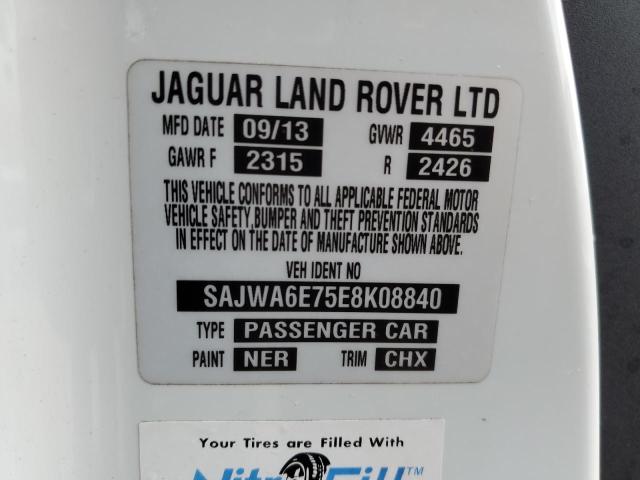 JAGUAR LAND ROVER LTD
MFD DATE 09/13 GVWR 4465
GAWR F 2315 R 2426
THIS VEHICLE CONFORMS TO ALL APPLICABLE FEDERAL MOTOR
VEHICLE SAFETY, BUMPER AND THEFT PREVENTION STANDARDS
IN EFFECT ON THE DATE OF MANUFACTURE SHOWN ABOVE.
VEH IDENT NO
SAJWA6E75E8K08840
TYPE PASSENGER CAR
PAINT NER TRIM CHX
Your Tires are Filled With
NitroFill™